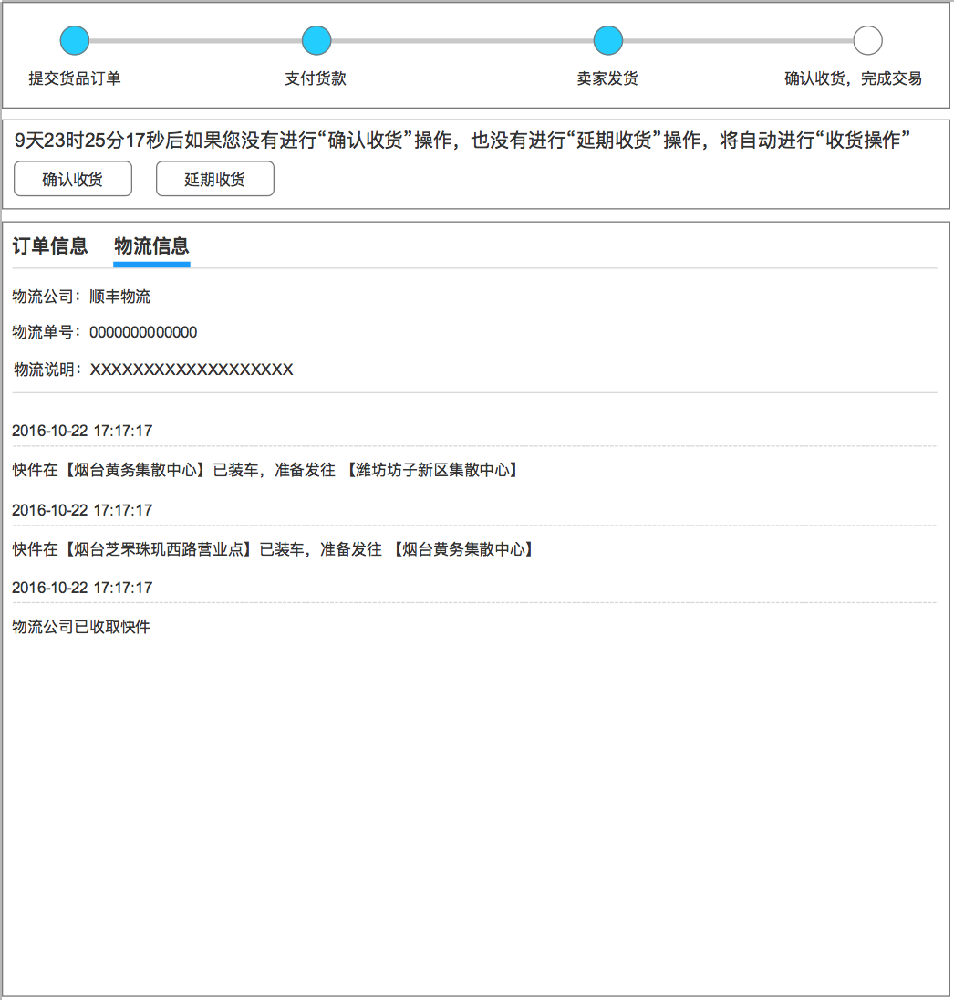 提交货品订单 支付货款 卖家发货 确认收货，完成交易
9天23时25分17秒后如果您没有进行“确认收货”操作，也没有进行“延期收货”操作，将自动进行“收货操作”
确认收货 延期收货
订单信息 物流信息
物流公司：顺丰物流
物流单号：0000000000000
物流说明：XXXXXXXXXXXXXXXXXXX
2016-10-22 17:17:17
快件在【烟台黄务集散中心】已装车，准备发往 【潍坊坊子新区集散中心】
2016-10-22 17:17:17
快件在【烟台芝罘珠玑西路营业点】已装车，准备发往 【烟台黄务集散中心】
2016-10-22 17:17:17
物流公司已收取快件